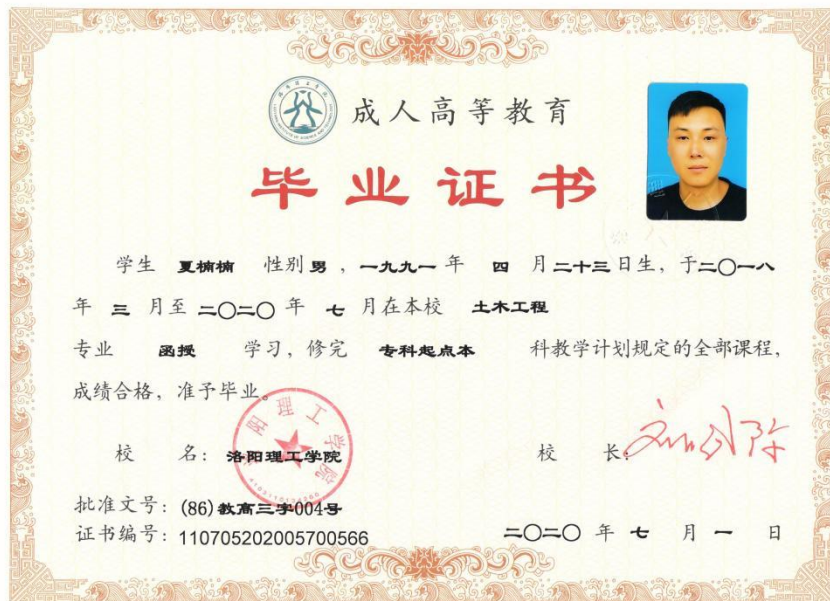 成人高等教育
毕业证书
学生 夏楠楠 性别男，一九九一年 四 月二十三日生，于二〇一八
年 三 月至二〇二〇 年 七 月在本校 土木工程
专业 函授 学习，修完 专科起点本 科教学计划规定的全部课程，
成绩合格，准予毕业。
洛阳理工学院
校 名：洛阳理工学院
校 长：
批准文号：(86)教高三字004号
证书编号：110705202005700566
二〇二〇 年 七 月 一 日